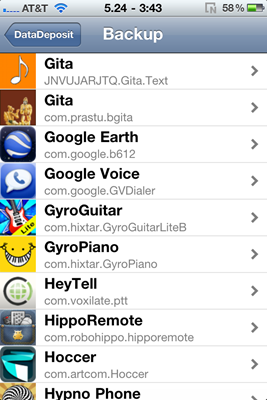 AT&T 5.24 - 3:43 58%
DataDeposit Backup
Gita
JNVUJARJTQ.Gita.Text
Gita
com.prastu.bgita
Google Earth
com.google.b612
Google Voice
com.google.GVDialer
GyroGuitar
com.hixtar.GyroGuitarLiteB
Lite
GyroPiano
com.hixtar.GyroPiano
HeyTell
com.voxilate.ptt
HippoRemote
com.robohippo.hipporemote
Hoccer
com.artcom.Hoccer
Hypno Phone